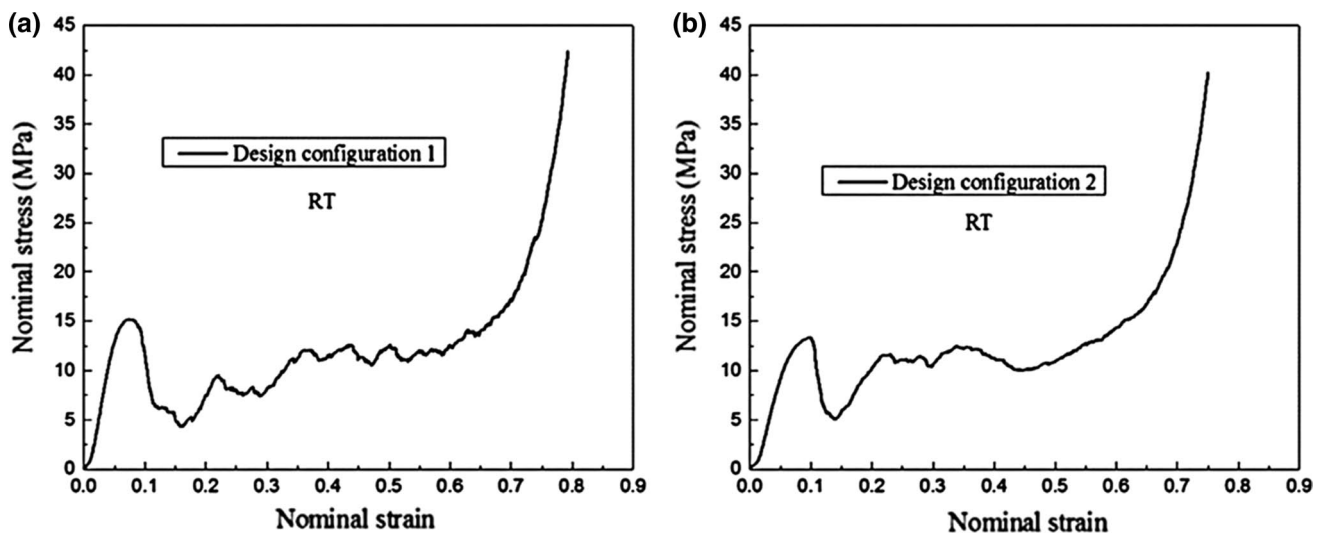 (a)
45
40
35
30
25
20
15
10
5
0
Nominal stress (MPa)
Design configuration 1
RT
0.0 0.1 0.2 0.3 0.4 0.5 0.6 0.7 0.8 0.9
Nominal strain
(b)
45
40
35
30
25
20
15
10
5
0
Nominal stress (MPa)
Design configuration 2
RT
0.0 0.1 0.2 0.3 0.4 0.5 0.6 0.7 0.8 0.9
Nominal strain